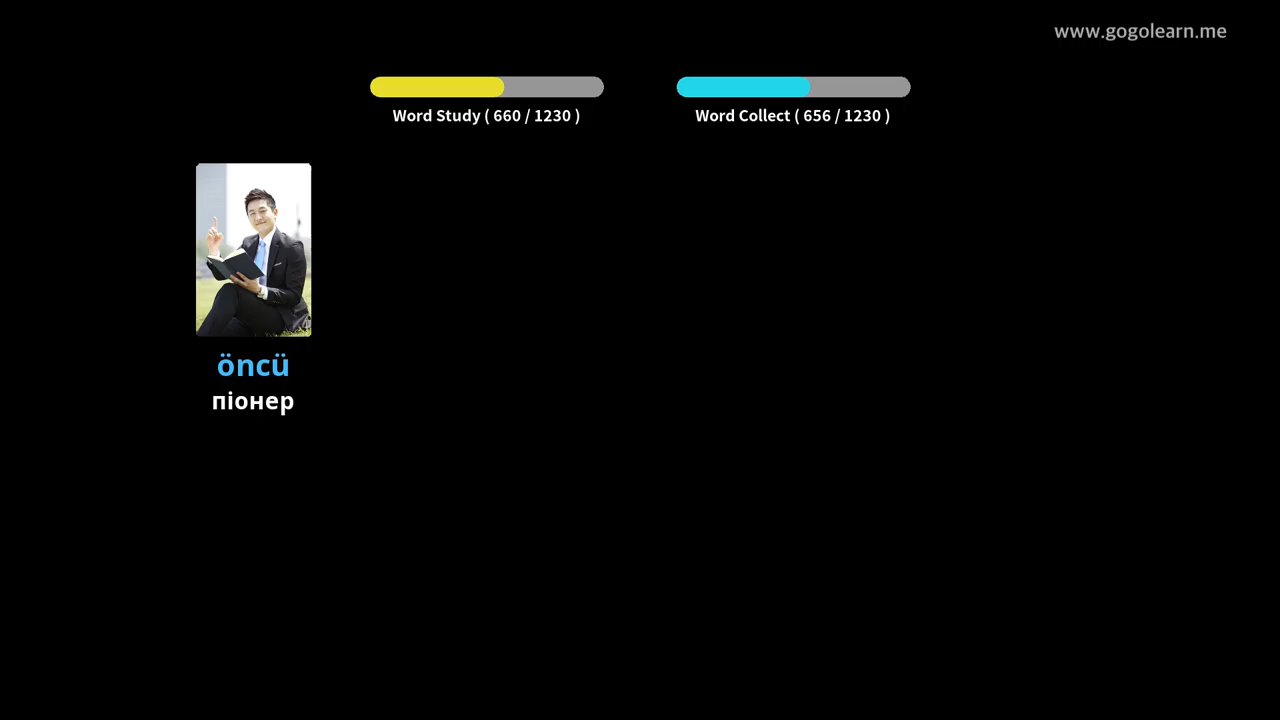 www.gogolearn.me
Word Study ( 660 / 1230 )
Word Collect ( 656 / 1230 )
öncü
піонер